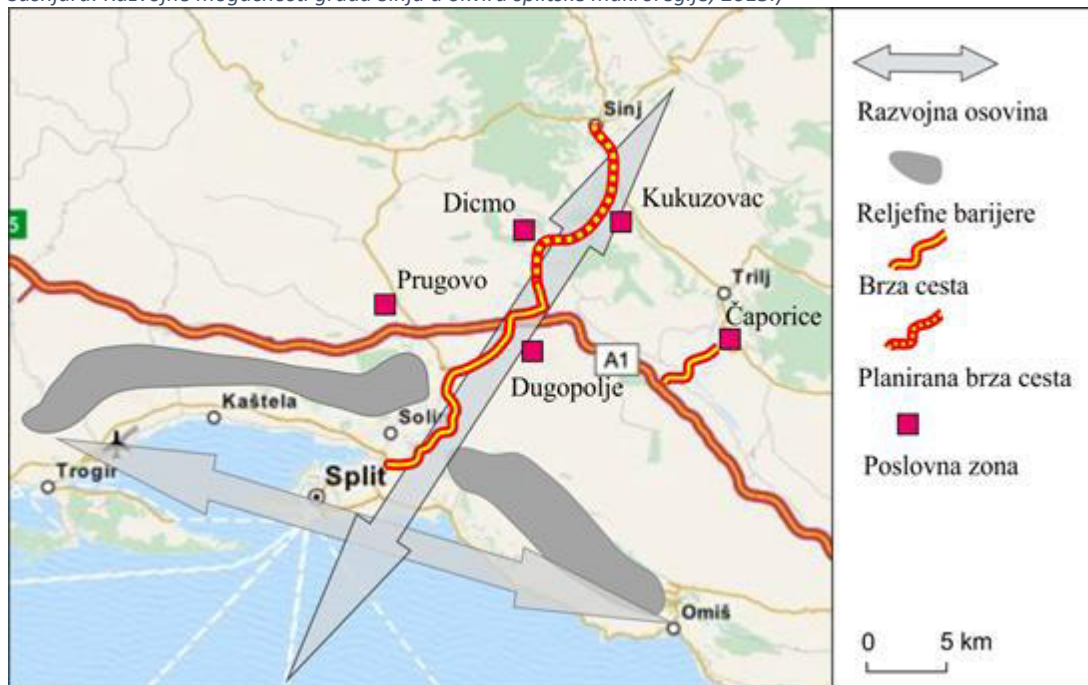 Sinj
Dicmo
Kukuzovac
Prugovo
Trilj
Čaporice
A1
Dugopolje
Kaštela
Soli
Split
Trogir
Omiš
Razvojna osovina
Reljefne barijere
Brza cesta
Planirana brza cesta
Poslovna zona
0 5 km